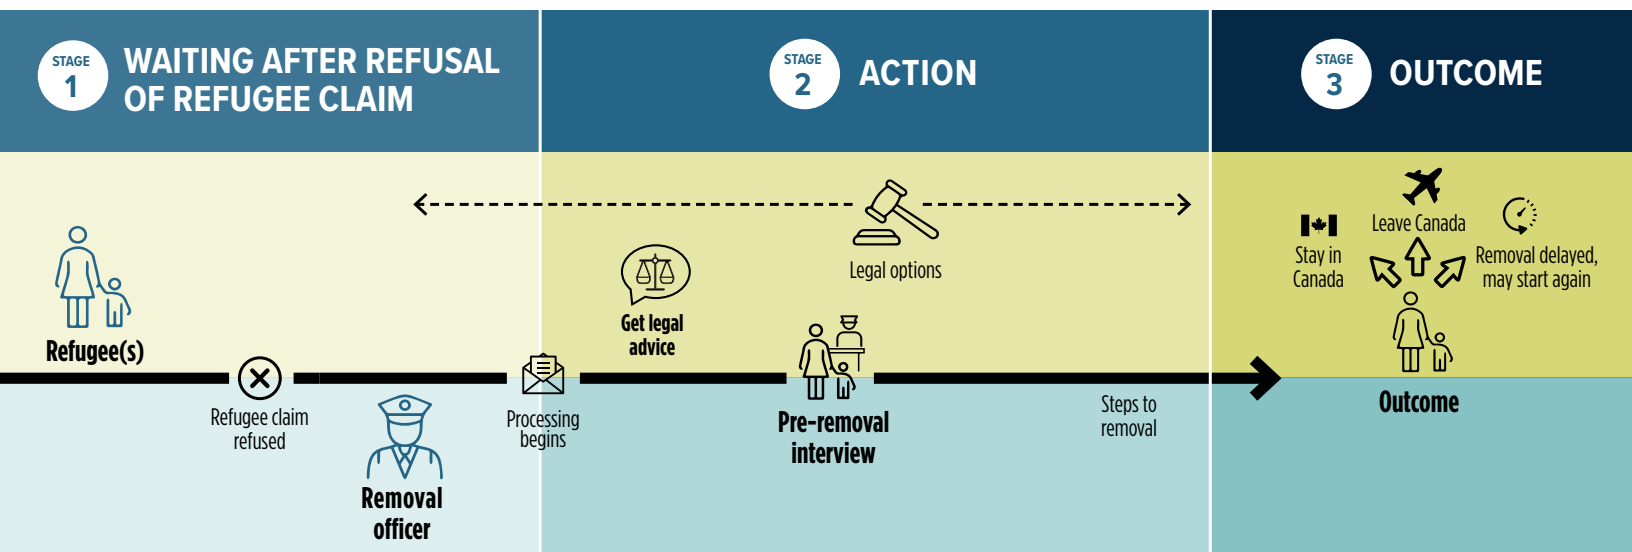 STAGE
1
WAITING AFTER REFUSAL
OF REFUGEE CLAIM
STAGE
2
ACTION
STAGE
3
OUTCOME
Refugee(s)
Refugee claim
refused
Removal
officer
Processing
begins
Get legal
advice
Legal options
Pre-removal
interview
Steps to
removal
Stay in
Canada
Leave Canada
Removal delayed,
may start again
Outcome